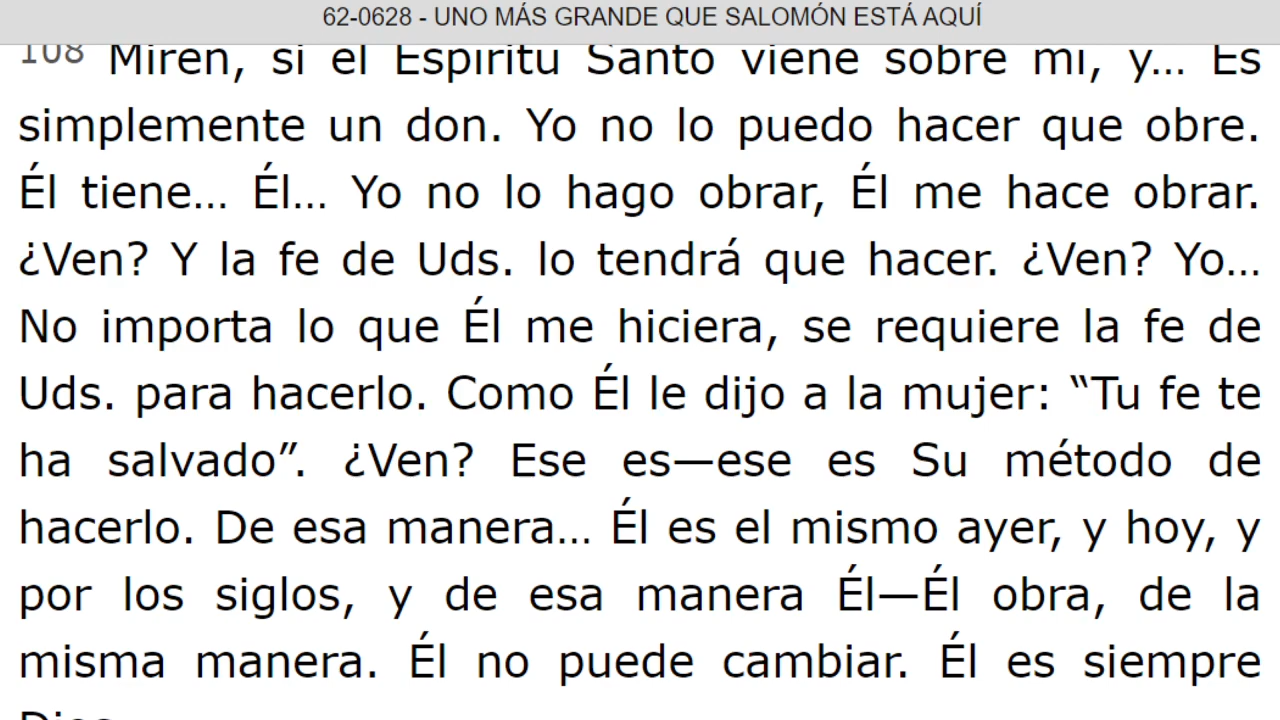 62-0628 - UNO MÁS GRANDE QUE SALOMÓN ESTÁ AQUÍ
108 Miren, si el Espíritu Santo viene sobre mí, y… Es
simplemente un don. Yo no lo puedo hacer que obre.
Él tiene… Él… Yo no lo hago obrar, Él me hace obrar.
¿Ven? Y la fe de Uds. lo tendrá que hacer. ¿Ven? Yo…
No importa lo que Él me hiciera, se requiere la fe de
Uds. para hacerlo. Como Él le dijo a la mujer: “Tu fe te
ha salvado”. ¿Ven? Ese es—ese es Su método de
hacerlo. De esa manera… Él es el mismo ayer, y hoy, y
por los siglos, y de esa manera Él—Él obra, de la
misma manera. Él no puede cambiar. Él es siempre